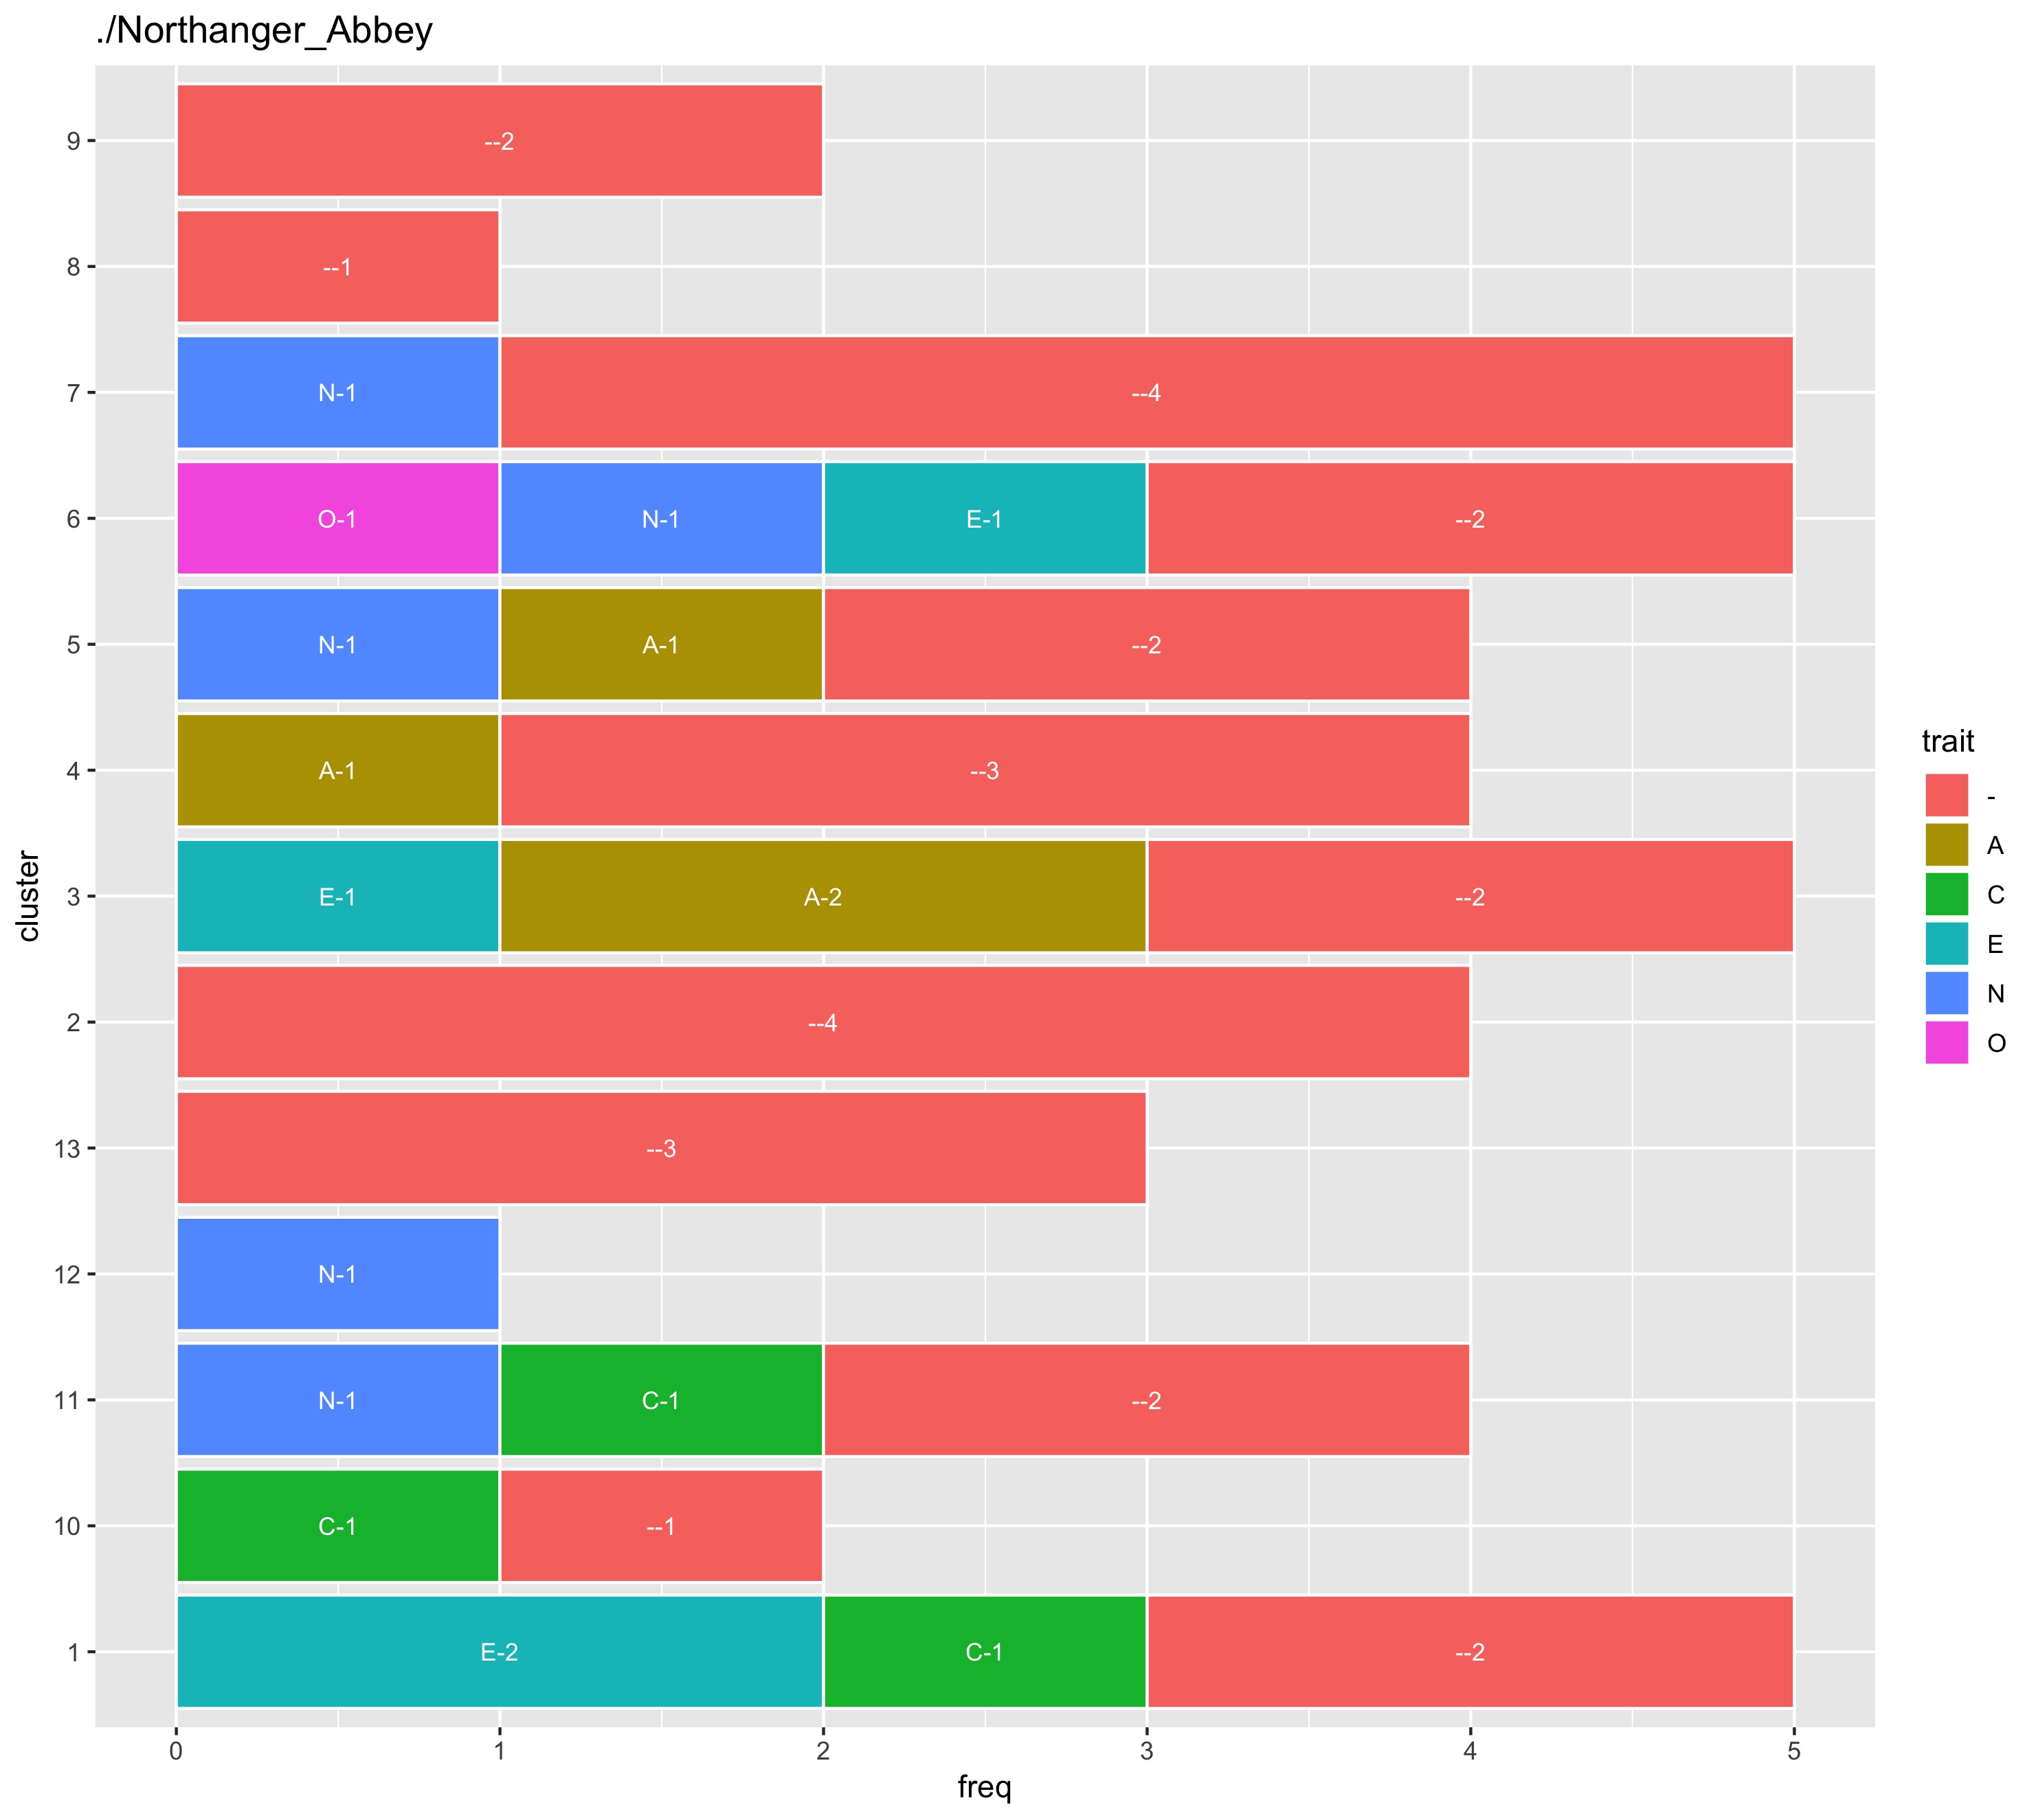 ./Northanger_Abbey
9
--2
8
--1
7
N-1 --4
6
O-1 N-1 E-1 --2
5
N-1 A-1 --2
4
A-1 --3
3
E-1 A-2 --2
2
--4
13
--3
12
N-1
11
N-1 C-1 --2
10
C-1 --1
1
E-2 C-1 --2
0 1 2 3 4 5
freq
cluster
trait
-
A
C
E
N
O